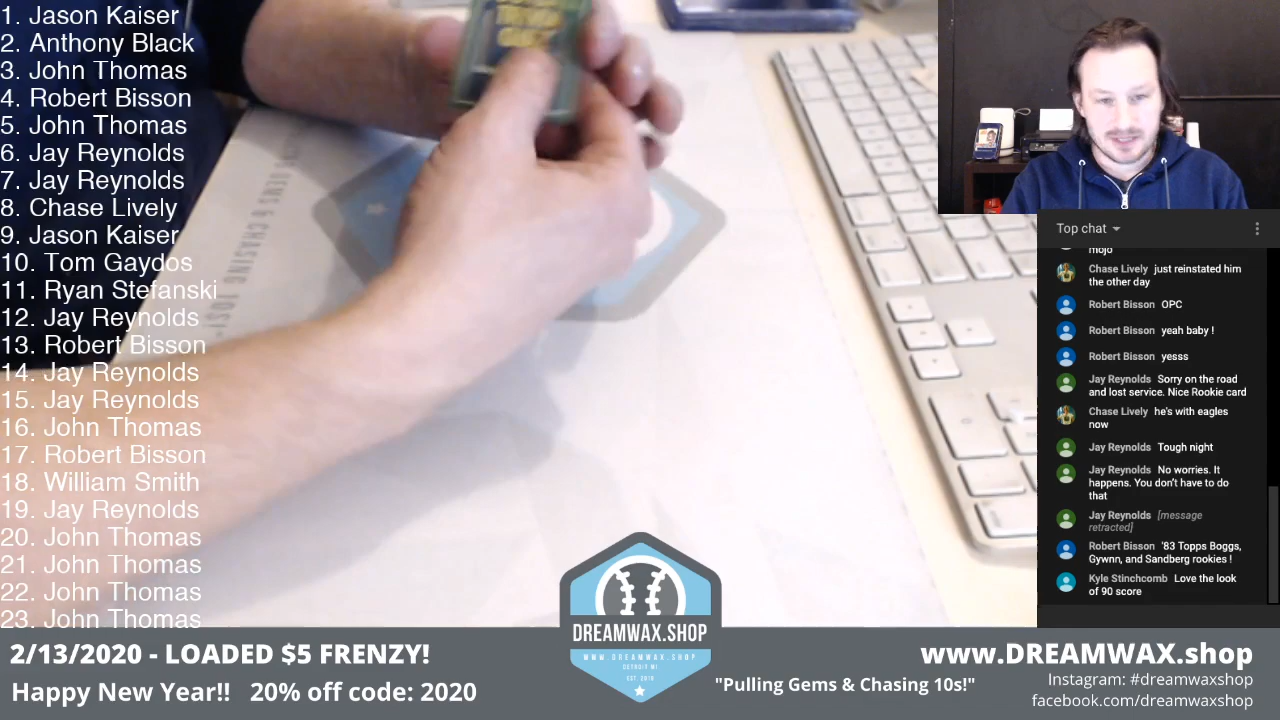 1. Jason Kaiser
2. Anthony Black
3. John Thomas
4. Robert Bisson
5. John Thomas
6. Jay Reynolds
7. Jay Reynolds
8. Chase Lively
9. Jason Kaiser
10. Tom Gaydos
11. Ryan Stefanski
12. Jay Reynolds
13. Robert Bisson
14. Jay Reynolds
15. Jay Reynolds
16. John Thomas
17. Robert Bisson
18. William Smith
19. Jay Reynolds
20. John Thomas
21. John Thomas
22. John Thomas
23. John Thomas
GEMS & CHASING 10S!
Top chat
mojo
Chase Lively just reinstated him
the other day
Robert Bisson OPC
Robert Bisson yeah baby !
Robert Bisson yesss
Jay Reynolds Sorry on the road
and lost service. Nice Rookie card
Chase Lively he's with eagles
now
Jay Reynolds Tough night
Jay Reynolds No worries. It
happens. You don't have to do
that
Jay Reynolds [message
retracted]
Robert Bisson '83 Topps Boggs,
Gywnn, and Sandberg rookies !
Kyle Stinchcomb Love the look
of 90 score
DREAMWAX.SHOP
WWW.DREAMWAX.SHOP
DETROIT MI
EST. 2016
2/13/2020 - LOADED $5 FRENZY!
Happy New Year!! 20% off code: 2020
"Pulling Gems & Chasing 10s!"
www.DREAMWAX.shop
Instagram: #dreamwaxshop
facebook.com/dreamwaxshop